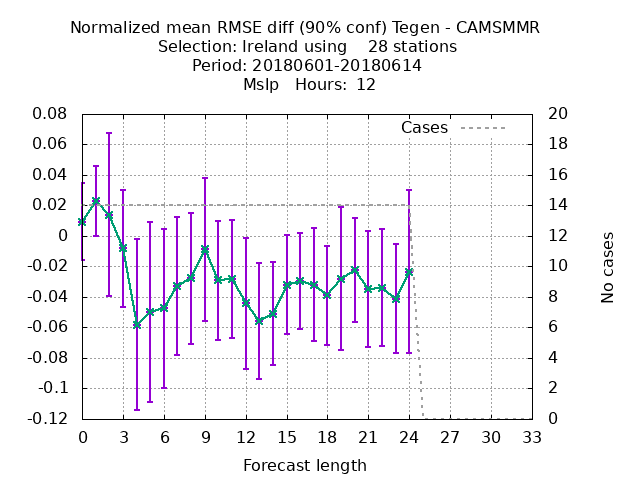 Normalized mean RMSE diff (90% conf) Tegen - CAMSMMR
Selection: Ireland using 28 stations
Period: 20180601-20180614
Mslp Hours: 12
0.08 20
Cases
0.06 18
0.04 16
0.02 14
0 12
-0.02 10
-0.04 8
-0.06 6
-0.08 4
-0.1 2
-0.12 0
No cases
0 3 6 9 12 15 18 21 24 27 30 33
Forecast length